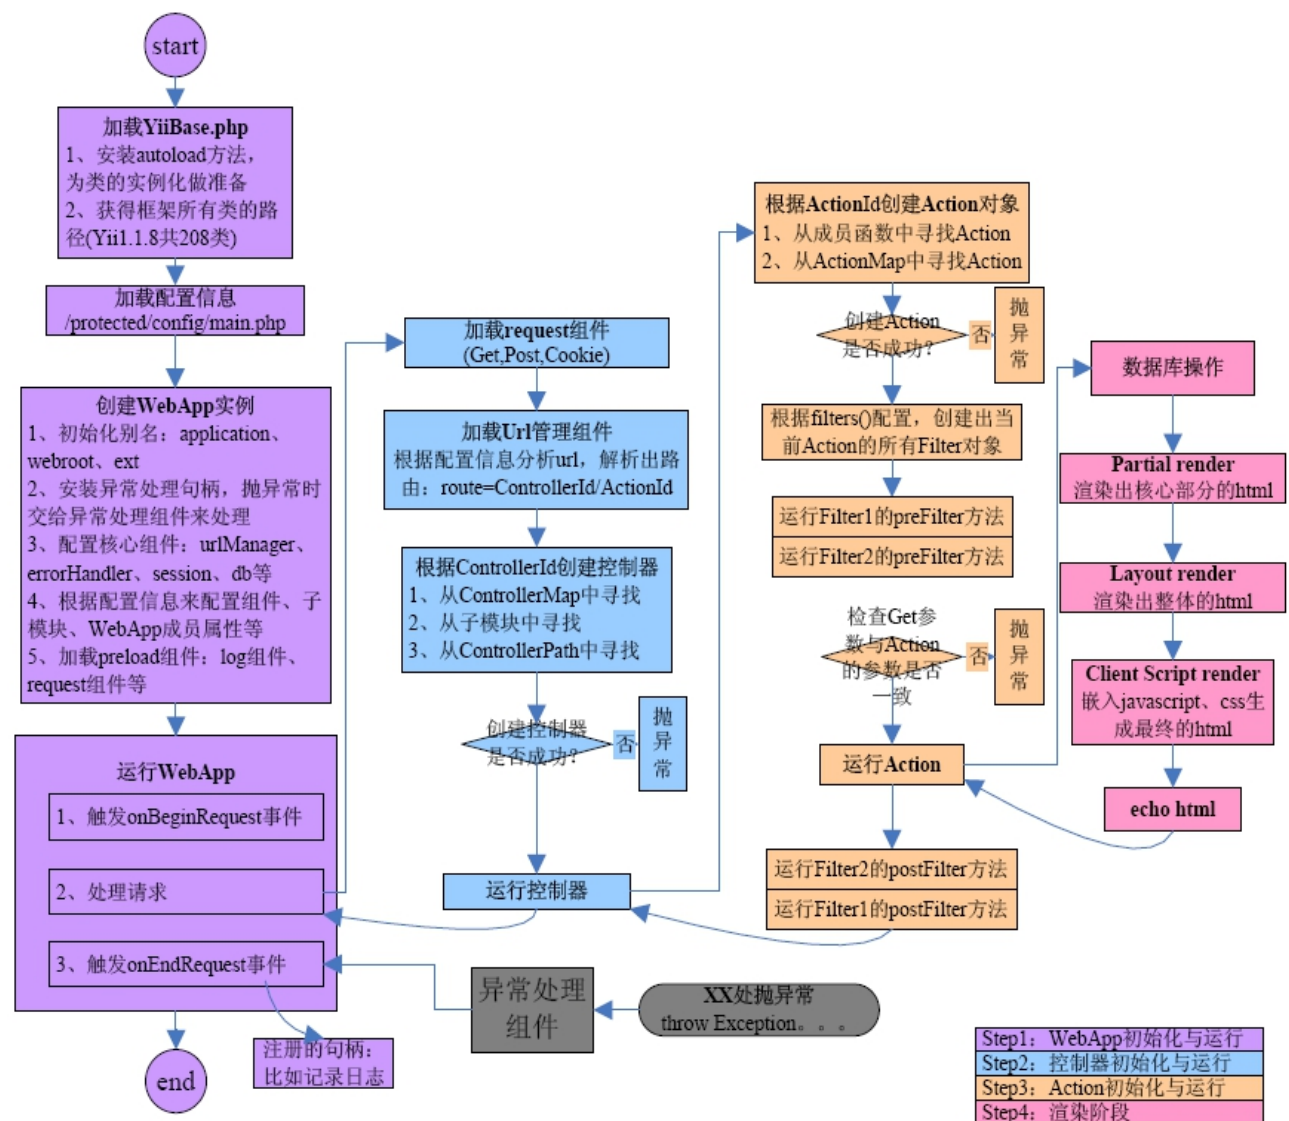 start
加载YiiBase.php
1、安装autoload方法，
为类的实例化做准备
2、获得框架所有类的路
径(Yii1.1.8共208类)
加载配置信息
/protected/config/main.php
创建WebApp实例
1、初始化别名：application、
webroot、ext
2、安装异常处理句柄，抛异常时
交给异常处理组件来处理
3、配置核心组件：urlManager、
errorHandler、session、db等
4、根据配置信息来配置组件、子
模块、WebApp成员属性等
5、加载preload组件：log组件、
request组件等
运行WebApp
1、触发onBeginRequest事件
2、处理请求
3、触发onEndRequest事件
注册的句柄：
比如记录日志
end
加载request组件
(Get,Post,Cookie)
加载Url管理组件
根据配置信息分析url，解析出路
由：route=ControllerId/ActionId
根据ControllerId创建控制器
1、从ControllerMap中寻找
2、从子模块中寻找
3、从ControllerPath中寻找
创建控制器
是否成功？
否
抛
异
常
运行控制器
异常处理
组件
XX处抛异常
throw Exception。。。
根据ActionId创建Action对象
1、从成员函数中寻找Action
2、从ActionMap中寻找Action
创建Action
是否成功？
否
抛
异
常
根据filters()配置，创建出当
前Action的所有Filter对象
运行Filter1的preFilter方法
运行Filter2的preFilter方法
检查Get参
数与Action
的参数是否
一致
否
抛
异
常
运行Action
运行Filter2的postFilter方法
运行Filter1的postFilter方法
数据库操作
Partial render
渲染出核心部分的html
Layout render
渲染出整体的html
Client Script render
嵌入javascript、css生
成最终的html
echo html
Step1：WebApp初始化与运行
Step2：控制器初始化与运行
Step3：Action初始化与运行
Step4：渲染阶段